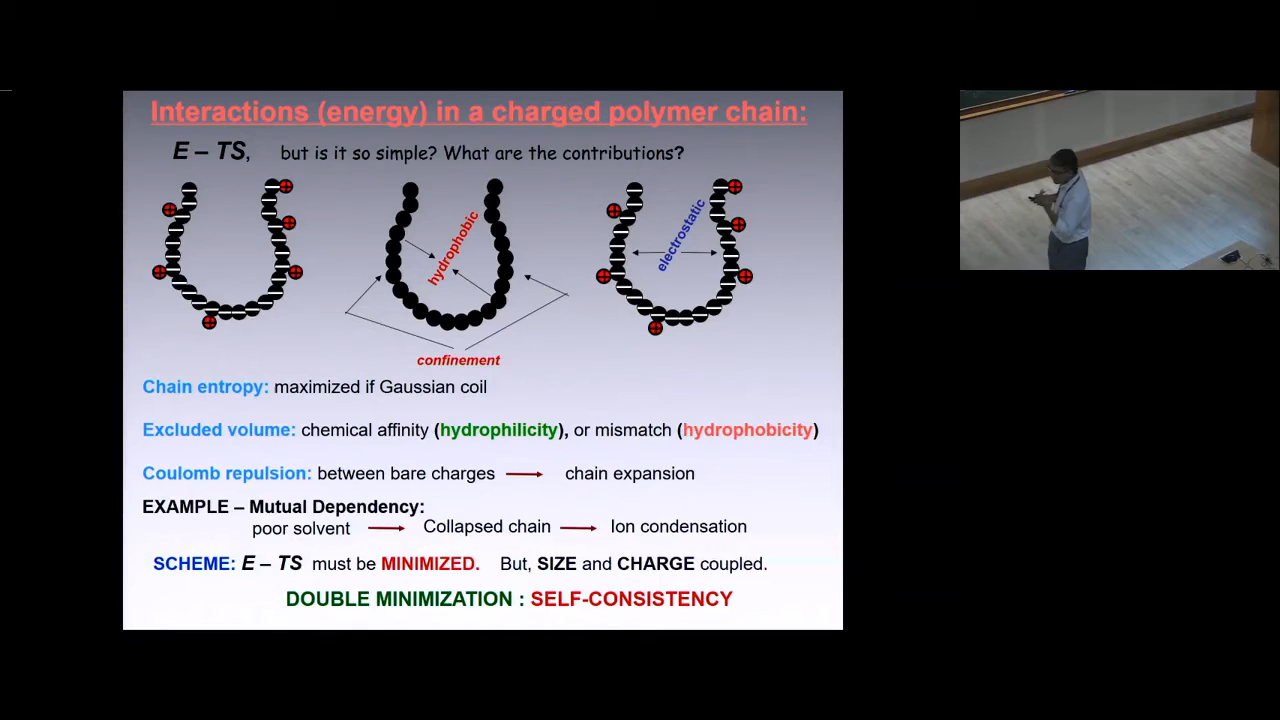 Interactions (energy) in a charged polymer chain:
E – TS, but is it so simple? What are the contributions?
hydrophobic
electrostatic
confinement
Chain entropy: maximized if Gaussian coil
Excluded volume: chemical affinity (hydrophilicity), or mismatch (hydrophobicity)
Coulomb repulsion: between bare charges → chain expansion
EXAMPLE – Mutual Dependency:
poor solvent → Collapsed chain → Ion condensation
SCHEME: E – TS must be MINIMIZED. But, SIZE and CHARGE coupled.
DOUBLE MINIMIZATION : SELF-CONSISTENCY